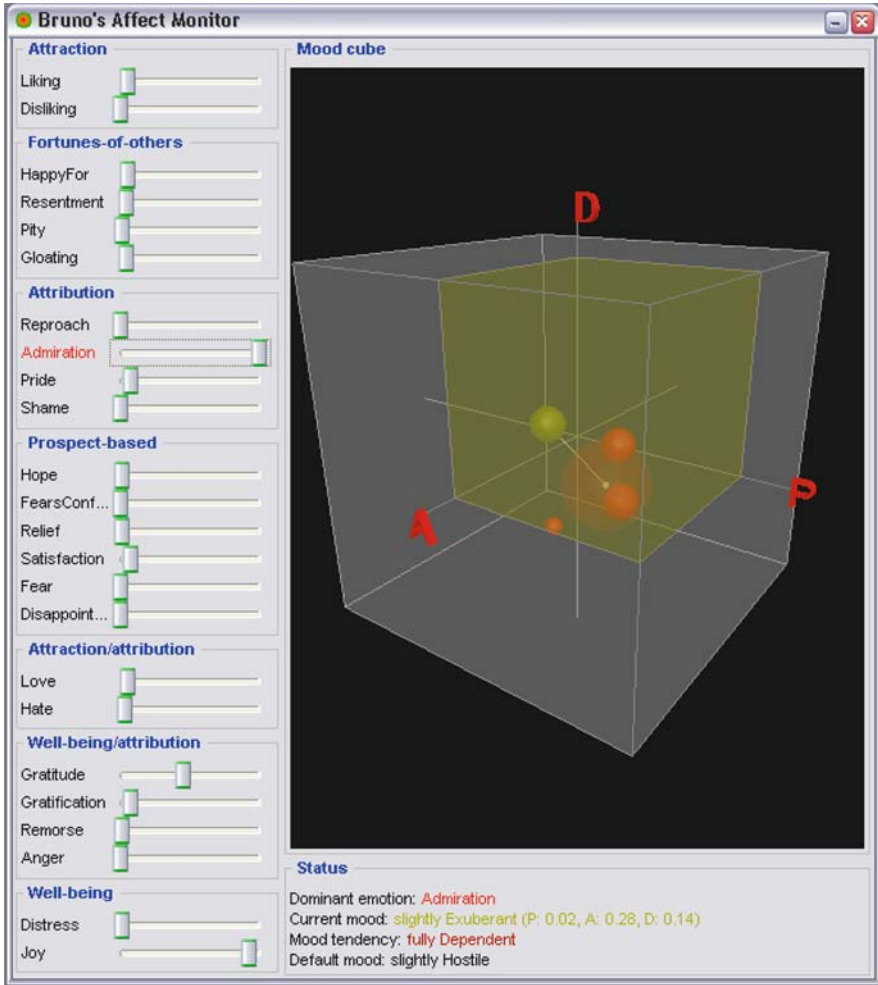 Bruno's Affect Monitor
Attraction
Liking
Disliking
Fortunes-of-others
HappyFor
Resentment
Pity
Gloating
Attribution
Reproach
Admiration
Pride
Shame
Prospect-based
Hope
FearsConf...
Relief
Satisfaction
Fear
Disappoint...
Attraction/attribution
Love
Hate
Well-being/attribution
Gratitude
Gratification
Remorse
Anger
Well-being
Distress
Joy
Mood cube
D
A
P
Status
Dominant emotion: Admiration
Current mood: slightly Exuberant (P: 0.02, A: 0.28, D: 0.14)
Mood tendency: fully Dependent
Default mood: slightly Hostile